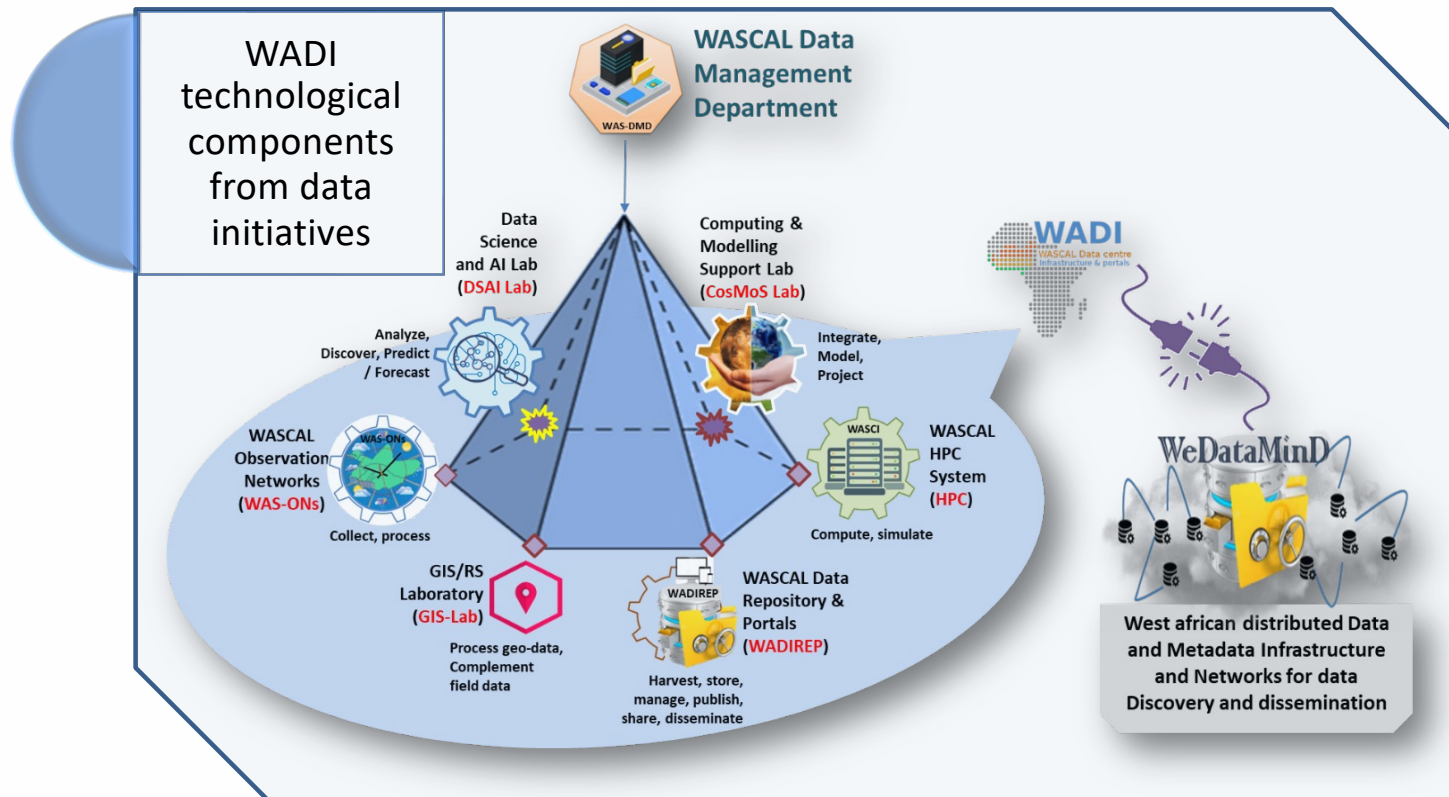 WADI
technological
components
from data
initiatives
WAS-DMD
WASCAL Data
Management
Department
Data
Science
and AI Lab
(DSAI Lab)
Analyze,
Discover, Predict
/ Forecast
Computing &
Modelling
Support Lab
(CosMoS Lab)
Integrate,
Model,
Project
WADI
WASCAL Data centre
Infrastructure & portals
WASCAL
Observation
Networks
(WAS-ONs)
WAS-ONs
Collect, process
WASCI
WASCAL
HPC
System
(HPC)
Compute, simulate
GIS/RS
Laboratory
(GIS-Lab)
Process geo-data,
Complement
field data
WADIREP
WASCAL Data
Repository &
Portals
(WADIREP)
Harvest, store,
manage, publish,
share, disseminate
WeDataMinD
West african distributed Data
and Metadata Infrastructure
and Networks for data
Discovery and dissemination